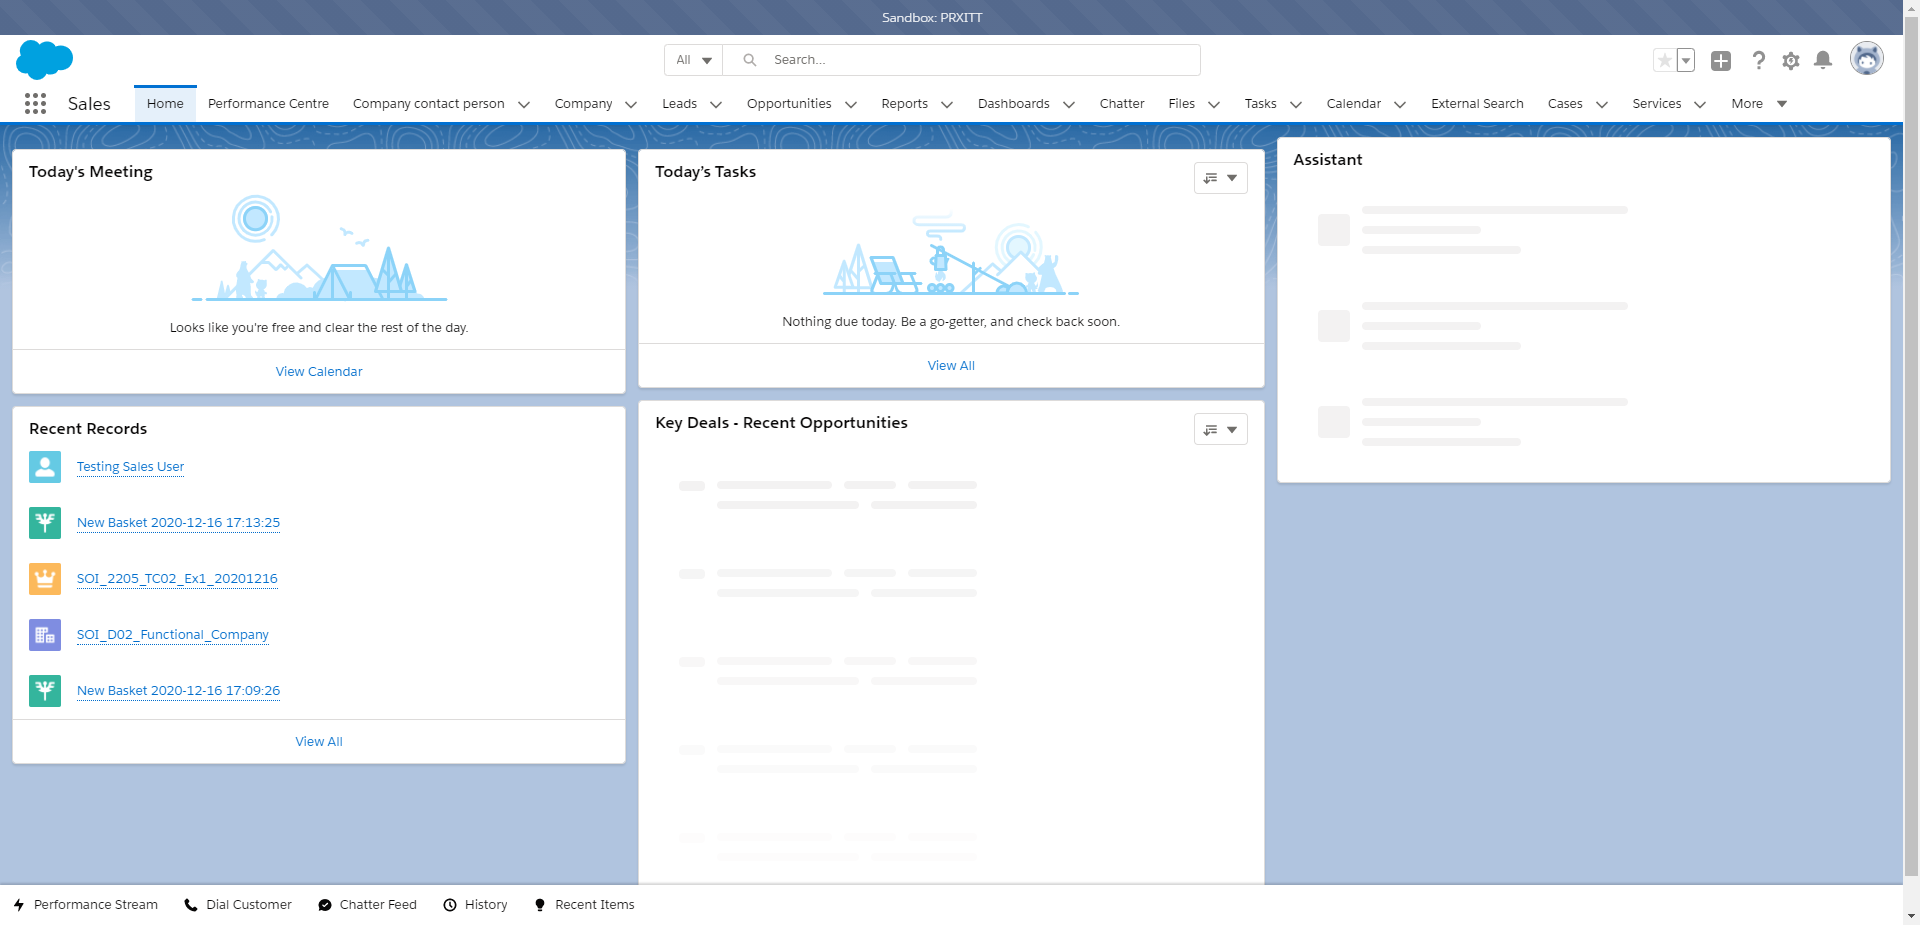 Sandbox: PRXITT
All
Search...
Sales
Home
Performance Centre
Company contact person
Company
Leads
Opportunities
Reports
Dashboards
Chatter
Files
Tasks
Calendar
External Search
Cases
Services
More
Today's Meeting
Looks like you're free and clear the rest of the day.
View Calendar
Recent Records
Testing Sales User
New Basket 2020-12-16 17:13:25
SOI_2205_TC02_Ex1_20201216
SOI_D02_Functional_Company
New Basket 2020-12-16 17:09:26
View All
Today's Tasks
Nothing due today. Be a go-getter, and check back soon.
View All
Key Deals - Recent Opportunities
Assistant
Performance Stream
Dial Customer
Chatter Feed
History
Recent Items